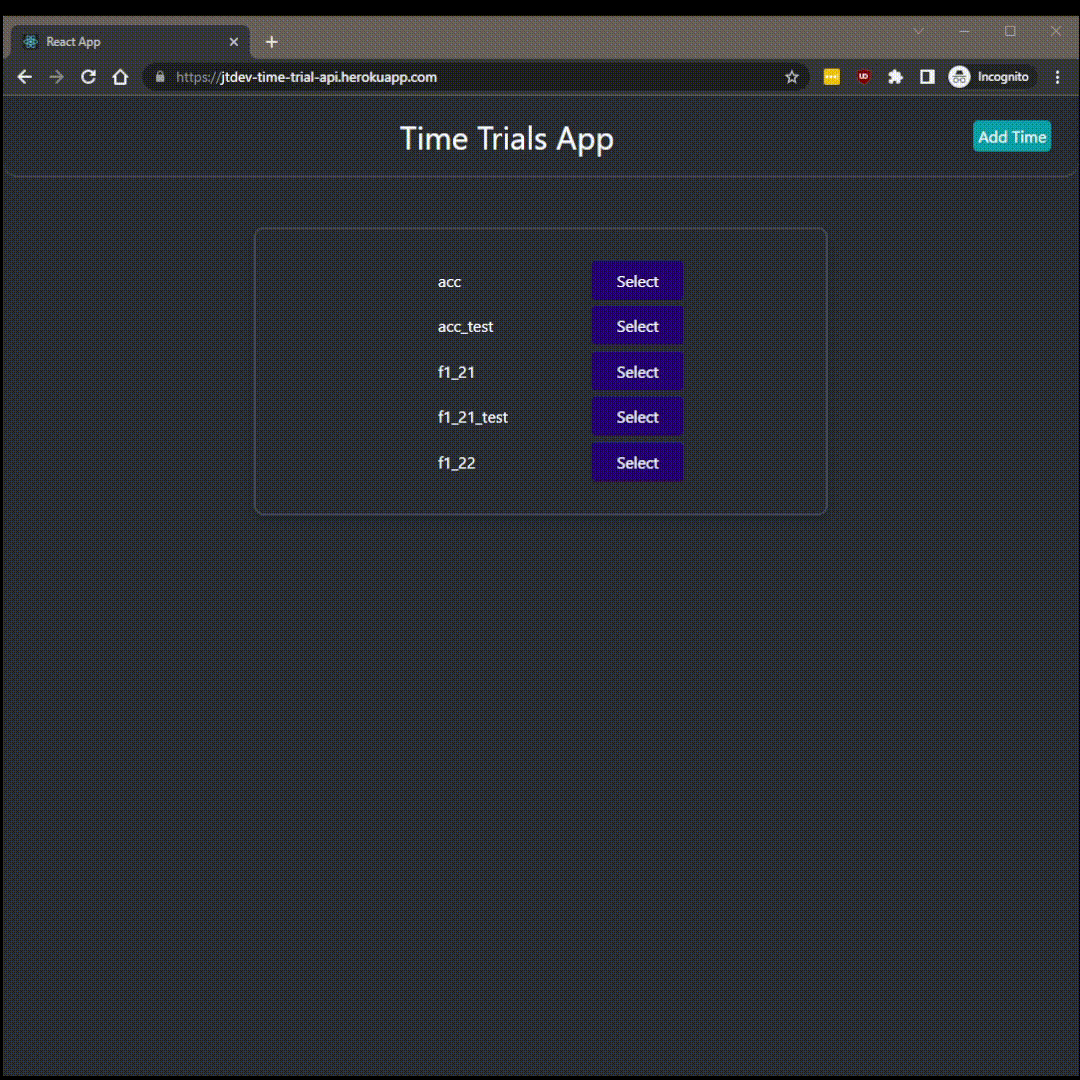 React App
https://jtdev-time-trial-api.herokuapp.com
Incognito
Time Trials App
Add Time
acc Select
acc_test Select
f1_21 Select
f1_21_test Select
f1_22 Select